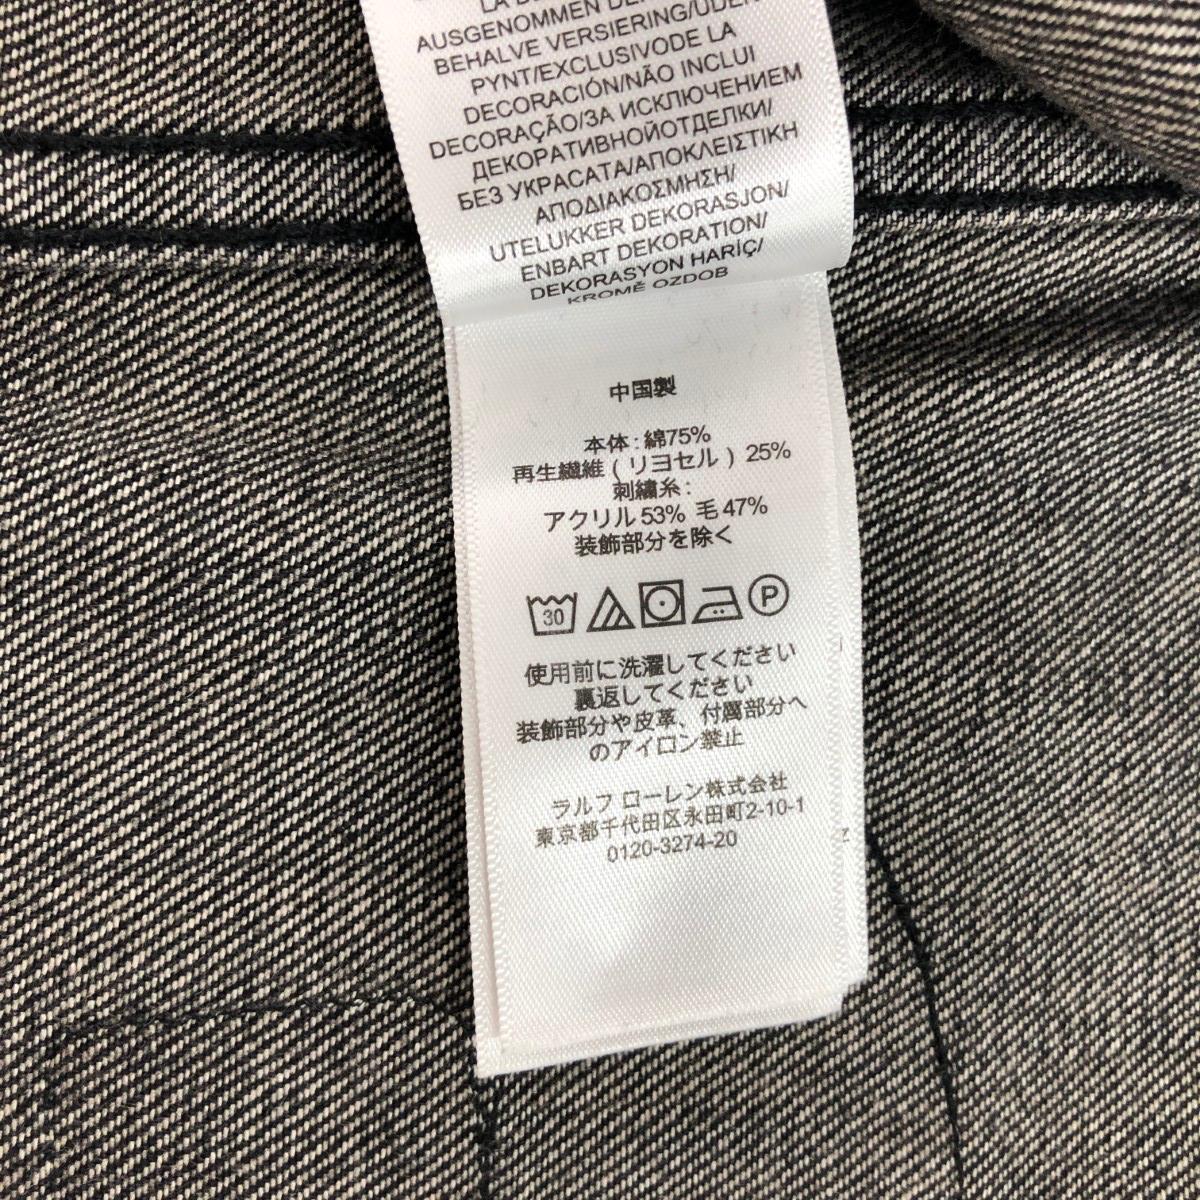 AUSGENOMMEN DE
BEHALVE VERSIERING/UDEN
PYNT/EXCLUSIVODE LA
DECORACIÓN/NÃO INCLUI
DECORAÇÃO/ЗА ИСКЛЮЧЕНИЕМ
ДЕКОРАТИВНОЙОТДЕЛКИ/
БЕЗ УКРАСАТА/ΑΠΟΚΛΕΙΣΤΙΚΗ
ΑΠΟΔΙΑΚΟΣΜΗΣΗ/
UTELUKKER DEKORASJON/
ENBART DEKORATION/
DEKORASYON HARİÇ/
KROMĚ OZDOB
中国製
本体:綿75%
再生繊維(リヨセル)25%
刺繍糸:
アクリル53% 毛47%
装飾部分を除く
30 P
使用前に洗濯してください
裏返してください
装飾部分や皮革、付属部分へ
のアイロン禁止
ラルフ ローレン株式会社
東京都千代田区永田町2-10-1
0120-3274-20